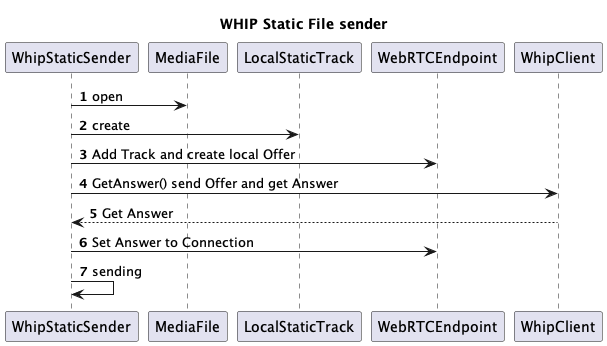 WHIP Static File sender
WhipStaticSender MediaFile LocalStaticTrack WebRTCEndpoint WhipClient
1 open
2 create
3 Add Track and create local Offer
4 GetAnswer() send Offer and get Answer
5 Get Answer
6 Set Answer to Connection
7 sending
WhipStaticSender MediaFile LocalStaticTrack WebRTCEndpoint WhipClient